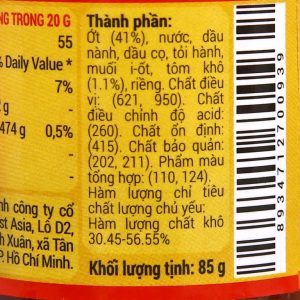 NG TRONG 20 G
55
% Daily Value *
7%
2 g -
474 g 0,5%
-
-
nh công ty cổ
st Asia, Lô D2,
h Xuân, xã Tân
P. Hồ Chí Minh.
Thành phần:
Ớt (41%), nước, dầu
nành, dầu cọ, tỏi hành,
muối i-ốt, tôm khô
(1.1%), riềng. Chất điều
vị: (621, 950). Chất
điều chỉnh độ acid:
(260). Chất ổn định:
(415). Chất bảo quản:
(202, 211). Phẩm màu
tổng hợp: (110, 124).
Hàm lượng chỉ tiêu
chất lượng chủ yếu:
Hàm lượng chất khô
30.45-56.55%
Khối lượng tịnh: 85 g
8934712700939